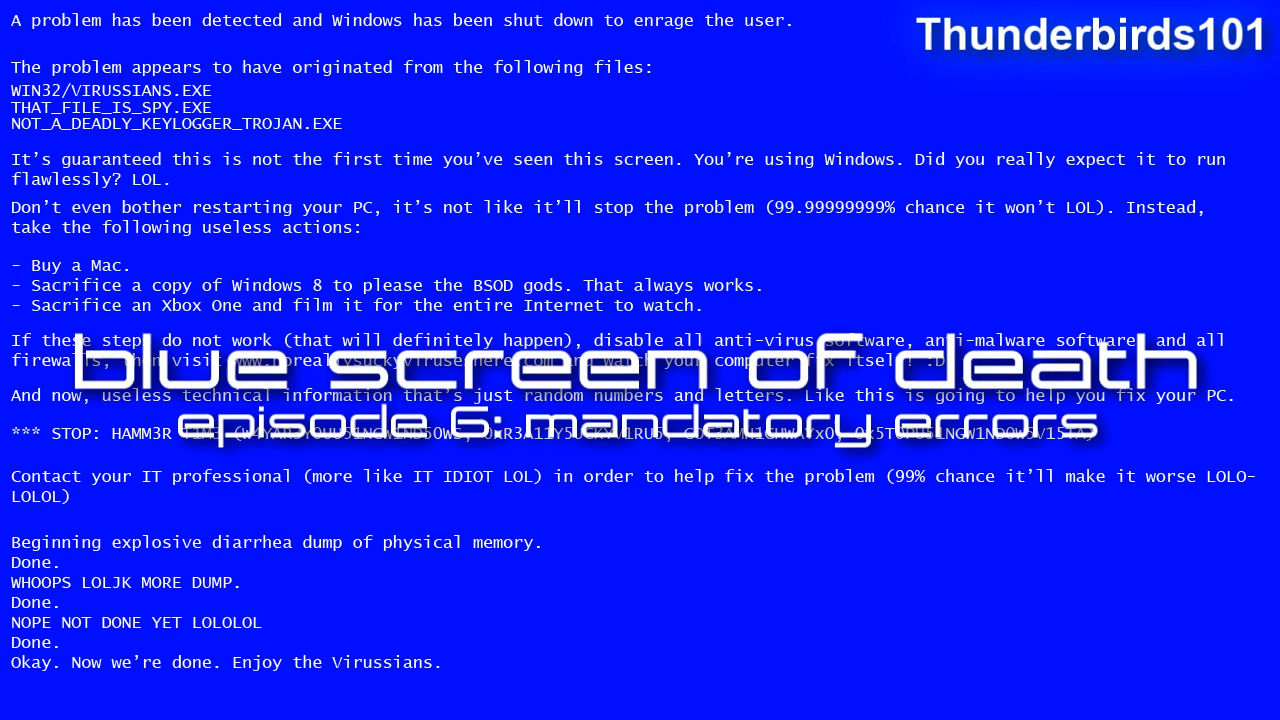 A problem has been detected and Windows has been shut down to enrage the user.
Thunderbirds101
The problem appears to have originated from the following files:
WIN32/VIRUSSIANS.EXE
THAT_FILE_IS_SPY.EXE
NOT_A_DEADLY_KEYLOGGER_TROJAN.EXE
It’s guaranteed this is not the first time you’ve seen this screen. You’re using Windows. Did you really expect it to run
flawlessly? LOL.
Don’t even bother restarting your PC, it’s not like it’ll stop the problem (99.99999999% chance it won’t LOL). Instead,
take the following useless actions:
- Buy a Mac.
- Sacrifice a copy of Windows 8 to please the BSOD gods. That always works.
- Sacrifice an Xbox One and film it for the entire Internet to watch.
If these steps do not work (that will definitely happen), disable all anti-virus software, anti-malware software, and all
firewalls, then visit and watch your computer fix itself! :D
blue screen of death
And now, useless technical information that’s just random numbers and letters. Like this is going to help you fix your PC.
episode 6: mandatory errors
*** STOP: HAMM3R
Contact your IT professional (more like IT IDIOT LOL) in order to help fix the problem (99% chance it’ll make it worse LOLO-
LOLOL)
Beginning explosive diarrhea dump of physical memory.
Done.
WHOOPS LOLJK MORE DUMP.
Done.
NOPE NOT DONE YET LOLOLOL
Done.
Okay. Now we’re done. Enjoy the Virussians.